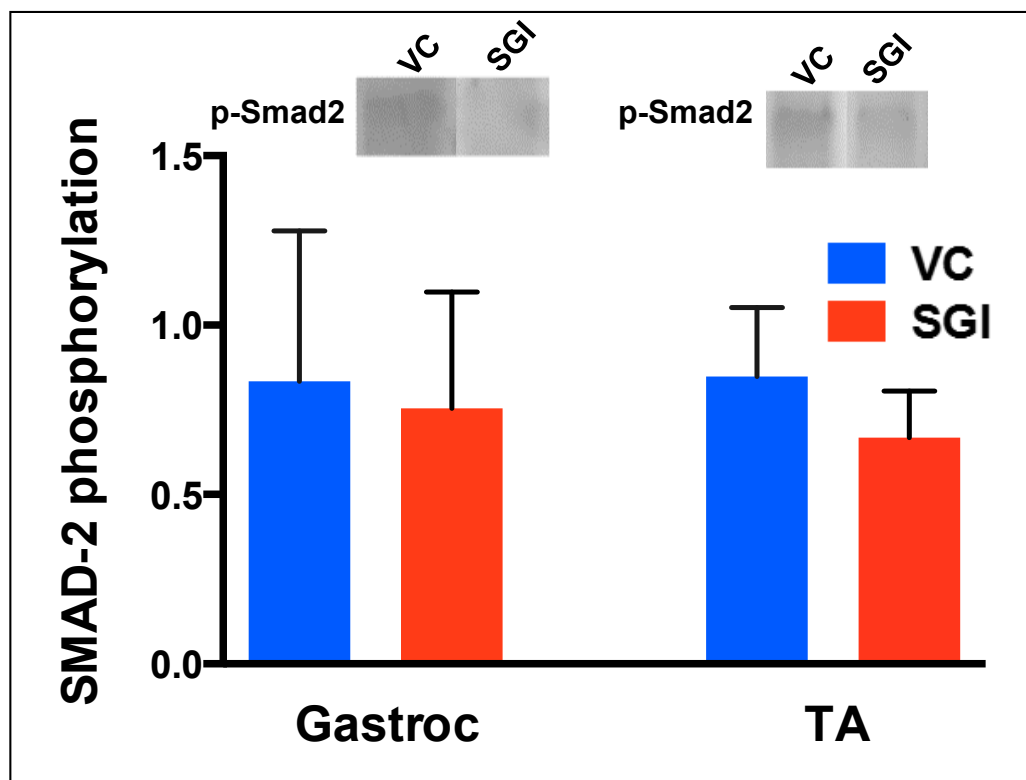 VC SGI
p-Smad2
VC SGI
p-Smad2
SMAD-2 phosphorylation
1.5
1.0
0.5
0.0
VC
SGI
Gastroc TA